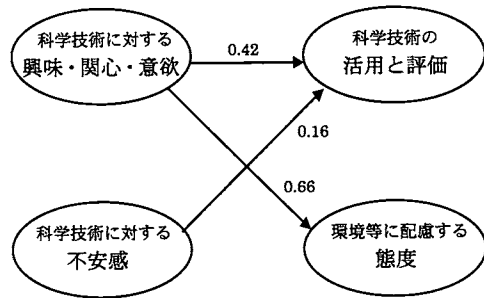 科学技術に対する
興味・関心・意欲
0.42
科学技術の
活用と評価
0.16
0.66
科学技術に対する
不安感
環境等に配慮する
態度